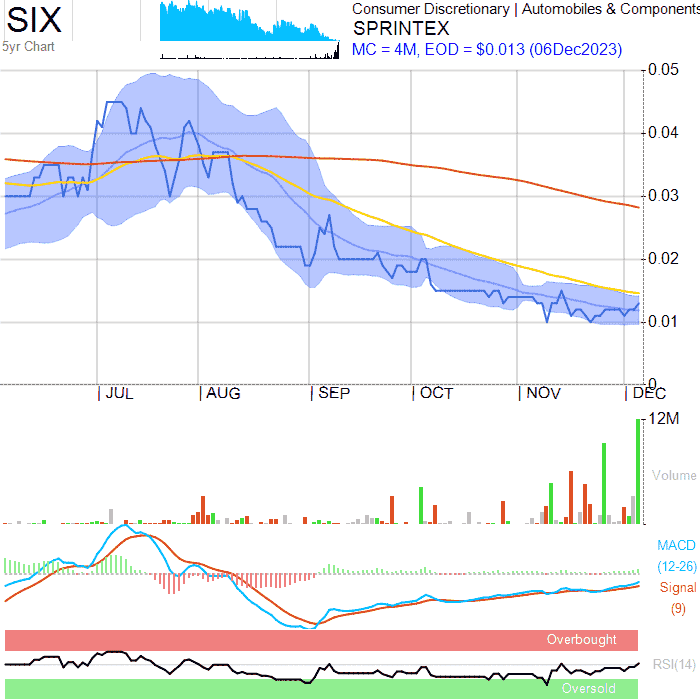 SIX
5yr Chart
Consumer Discretionary | Automobiles & Components
SPRINTEX
MC = 4M, EOD = $0.013 (06Dec2023)
0.05
0.04
0.03
0.02
0.01
0
JUL AUG SEP OCT NOV DEC
12M
Volume
MACD
(12-26)
Signal
(9)
Overbought
RSI(14)
Oversold